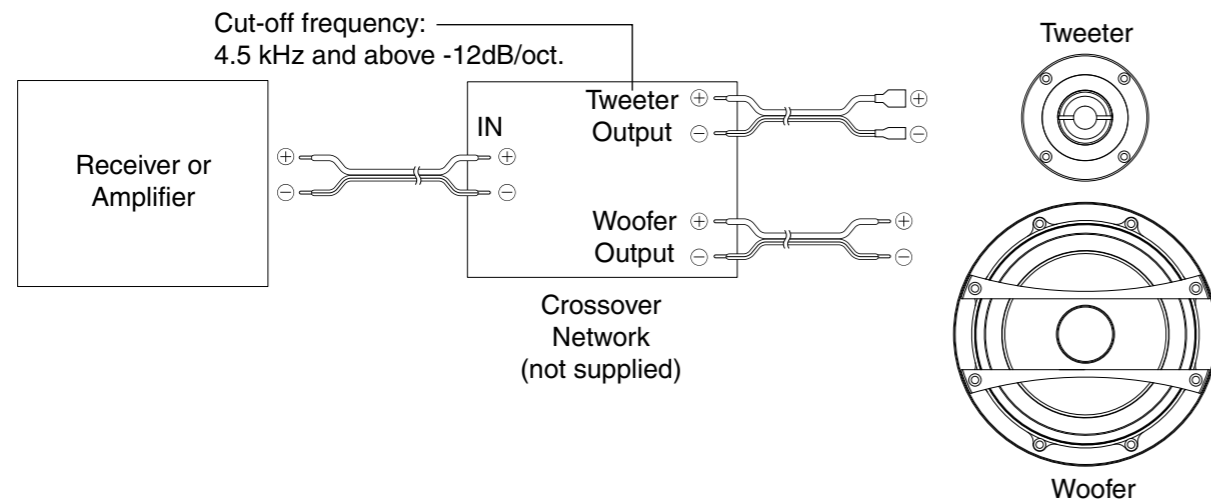 Cut-off frequency:
4.5 kHz and above -12dB/oct.
Tweeter
Receiver or
Amplifier
⊕
⊖
IN
⊕
⊖
Tweeter ⊕
Output ⊖
⊕
⊖
Woofer ⊕
Output ⊖
⊕
⊖
Crossover
Network
(not supplied)
Woofer